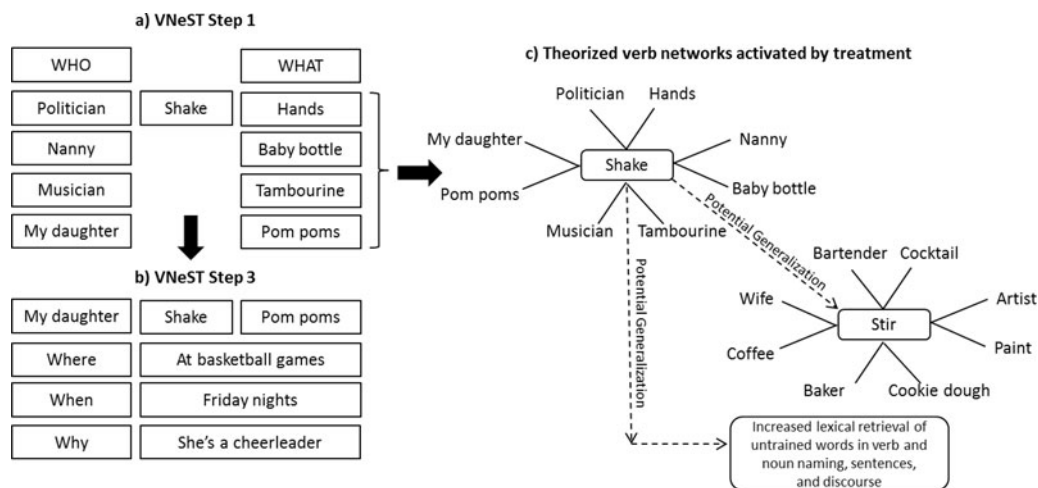 a) VNeST Step 1
WHO
WHAT
Politician
Shake
Hands
Nanny
Baby bottle
Musician
Tambourine
My daughter
Pom poms
b) VNeST Step 3
My daughter
Shake
Pom poms
Where
At basketball games
When
Friday nights
Why
She's a cheerleader
c) Theorized verb networks activated by treatment
Politician
Hands
My daughter
Nanny
Shake
Pom poms
Baby bottle
Musician
Tambourine
Potential Generalization
Potential Generalization
Bartender
Cocktail
Wife
Artist
Stir
Coffee
Paint
Baker
Cookie dough
Increased lexical retrieval of
untrained words in verb and
noun naming, sentences,
and discourse